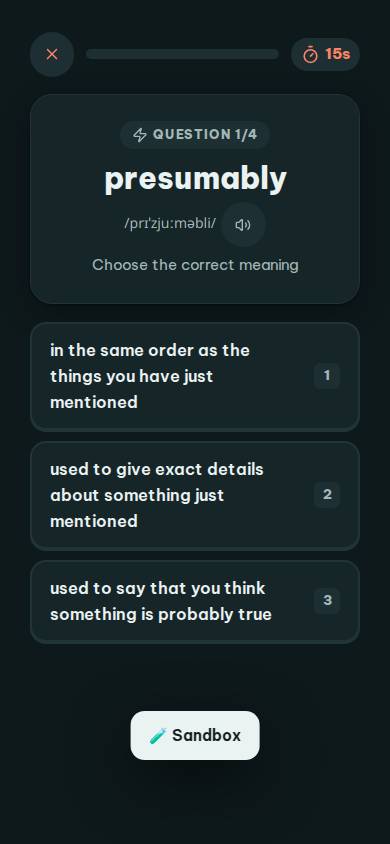 15s
QUESTION 1/4
presumably
/prɪˈzjuːməbli/
Choose the correct meaning
in the same order as the
things you have just
mentioned
1
used to give exact details
about something just
mentioned
2
used to say that you think
something is probably true
3
🧪 Sandbox